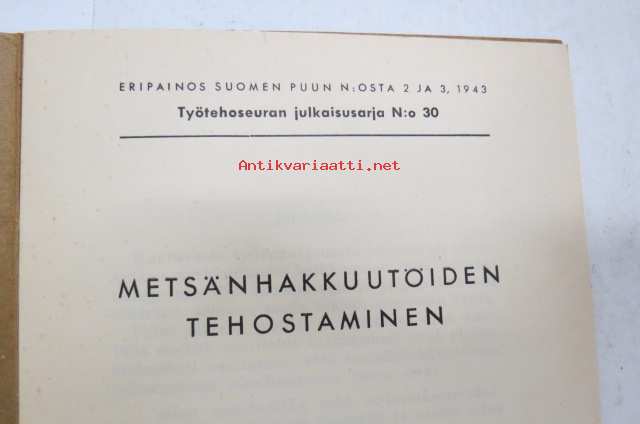 ERIPAINOS SUOMEN PUUN N:OSTA 2 JA 3, 1943
Työtehoseuran julkaisusarja N:o 30
Antikvariaatti.net
METSÄNHAKKUUTÖIDEN
TEHOSTAMINEN